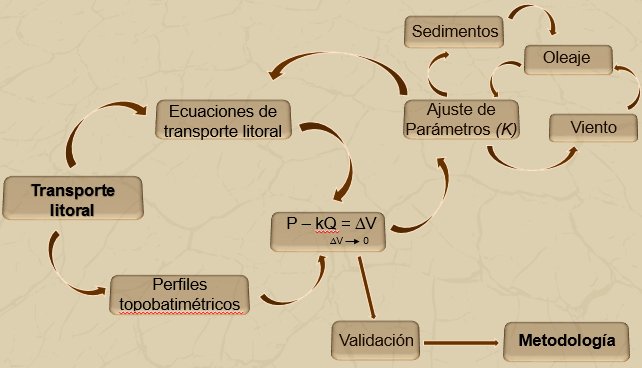 Sedimentos
Oleaje
Ecuaciones de
transporte litoral
Ajuste de
Parámetros (K)
Viento
Transporte
litoral
P – kQ = ΔV
ΔV → 0
Perfiles
topobatimétricos
Validación
Metodología